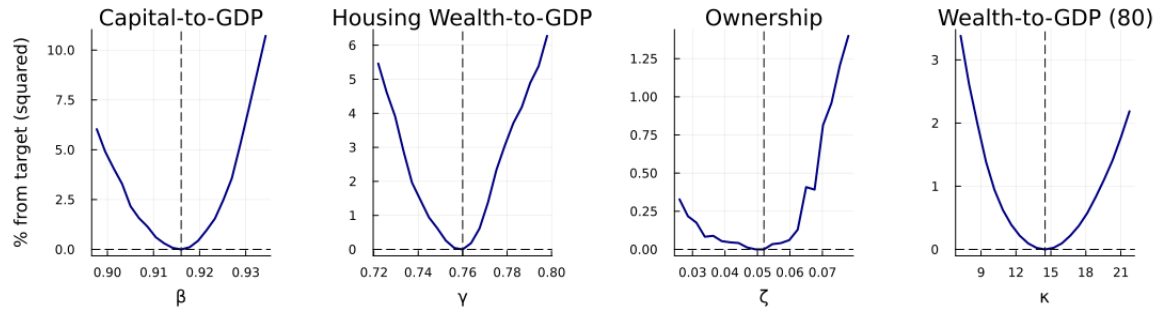 Capital-to-GDP
Housing Wealth-to-GDP
Ownership
Wealth-to-GDP (80)
% from target (squared)
10.0
7.5
5.0
2.5
0.0
0.90 0.91 0.92 0.93
β
6
5
4
3
2
1
0
0.72 0.74 0.76 0.78 0.80
γ
1.25
1.00
0.75
0.50
0.25
0.00
0.03 0.04 0.05 0.06 0.07
ζ
3
2
1
0
9 12 15 18 21
κ